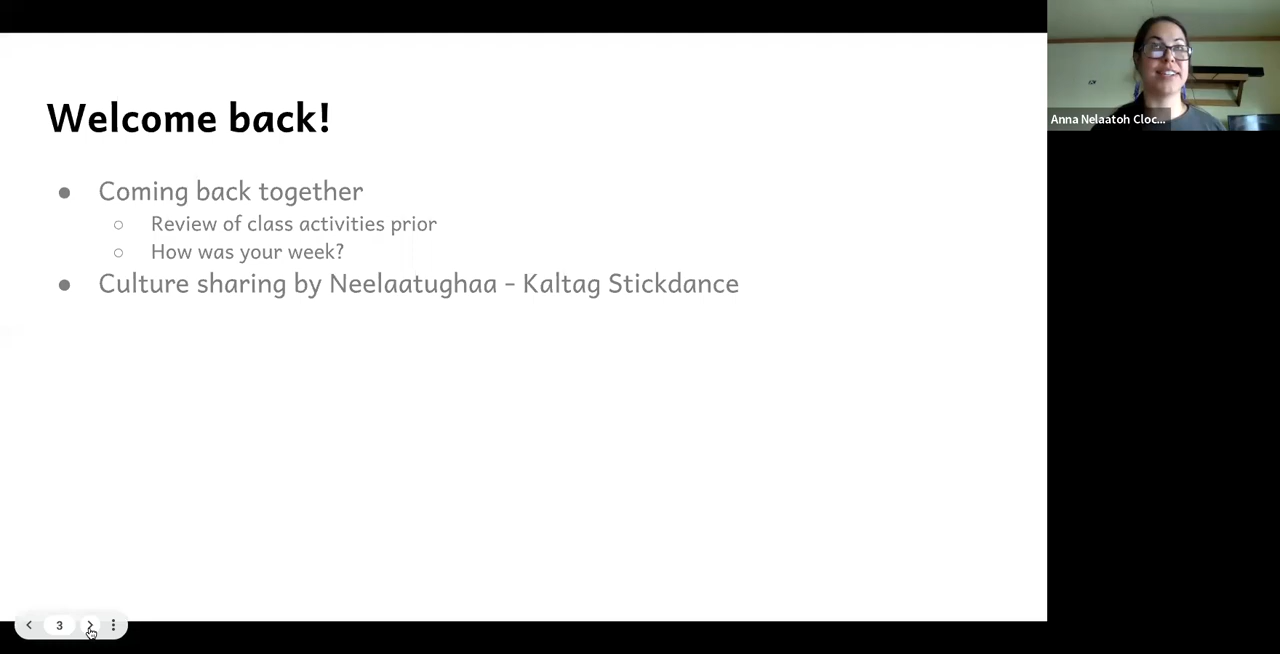 Welcome back!
● Coming back together
○ Review of class activities prior
○ How was your week?
● Culture sharing by Neelaatughaa - Kaltag Stickdance
Anna Nelaatoh Cloc...
3